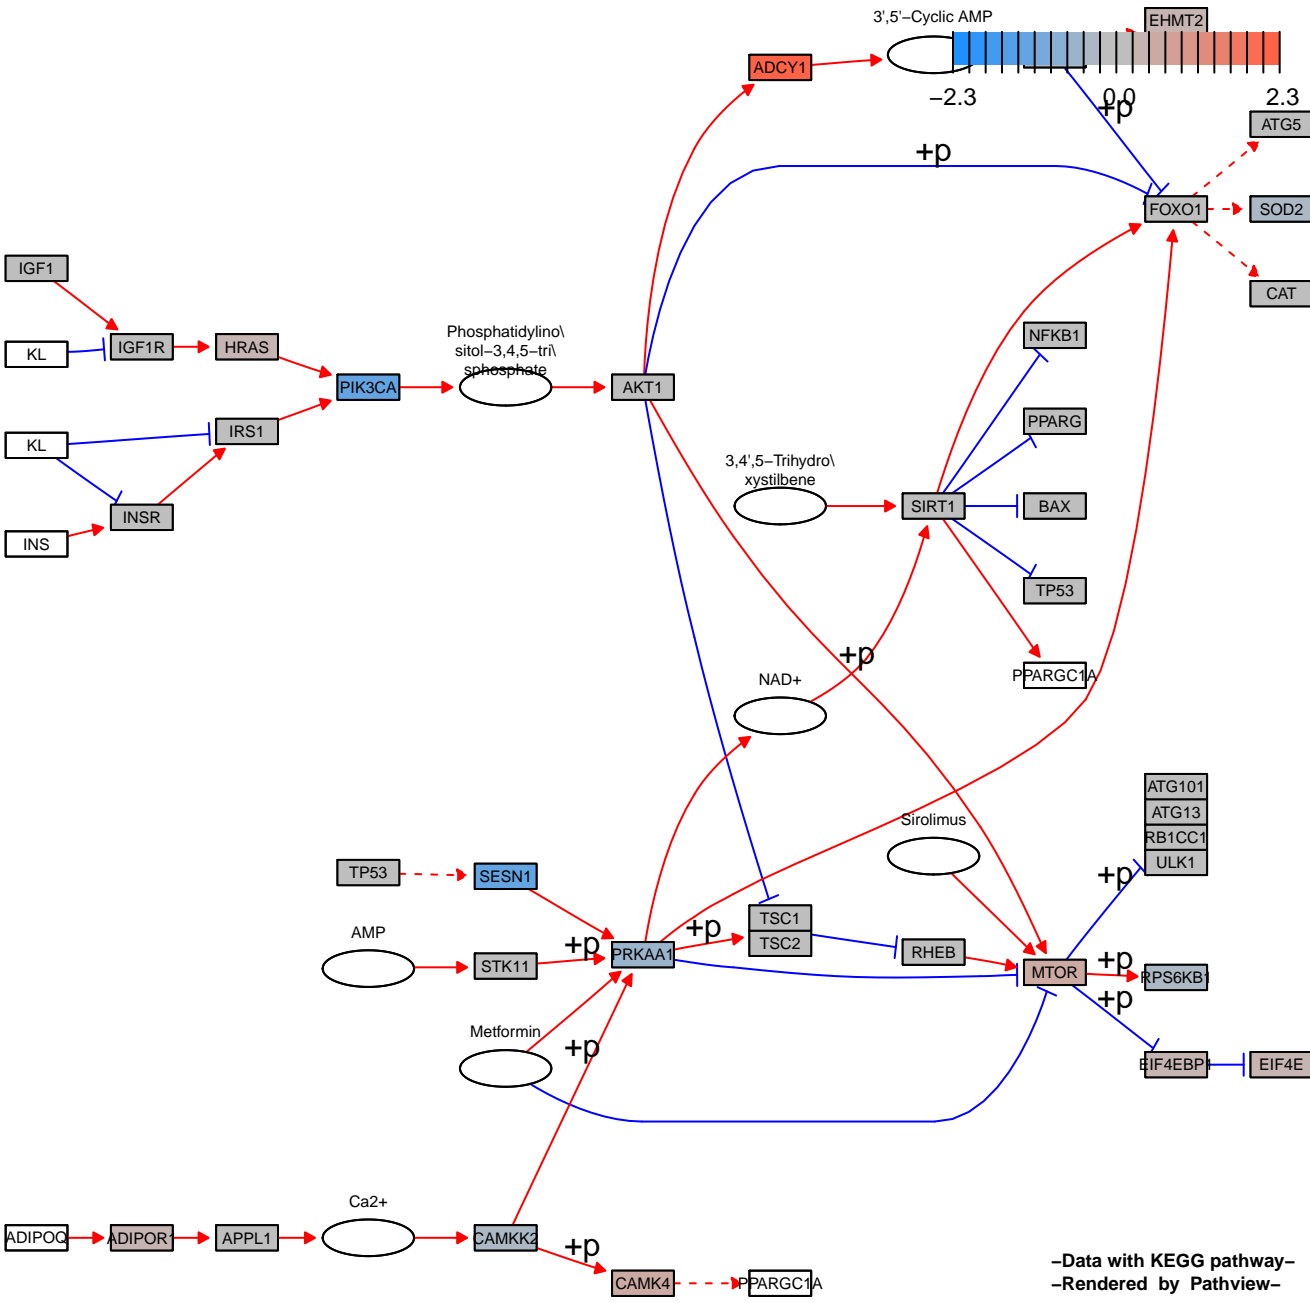 3',5'−Cyclic AMP
EHMT2
ADCY1
−2.3
0.0
2.3
+p
ATG5
+p
FOXO1
SOD2
IGF1
CAT
KL
IGF1R
HRAS
Phosphatidylino\
sitol−3,4,5−tri\
sphosphate
NFKB1
PIK3CA
AKT1
KL
IRS1
PPARG
3,4',5−Trihydro\
xystilbene
SIRT1
BAX
INSR
INS
TP53
+p
PPARGC1A
NAD+
ATG101
ATG13
RB1CC1
ULK1
Sirolimus
TP53
SESN1
+p
TSC1
TSC2
+p
AMP
+p
PRKAA1
RHEB
STK11
MTOR
+p
RPS6KB1
+p
Metformin
+p
EIF4EBP1
EIF4E
Ca2+
ADIPOQ
ADIPOR1
APPL1
CAMKK2
+p
CAMK4
PPARGC1A
−Data with KEGG pathway−
−Rendered by Pathview−